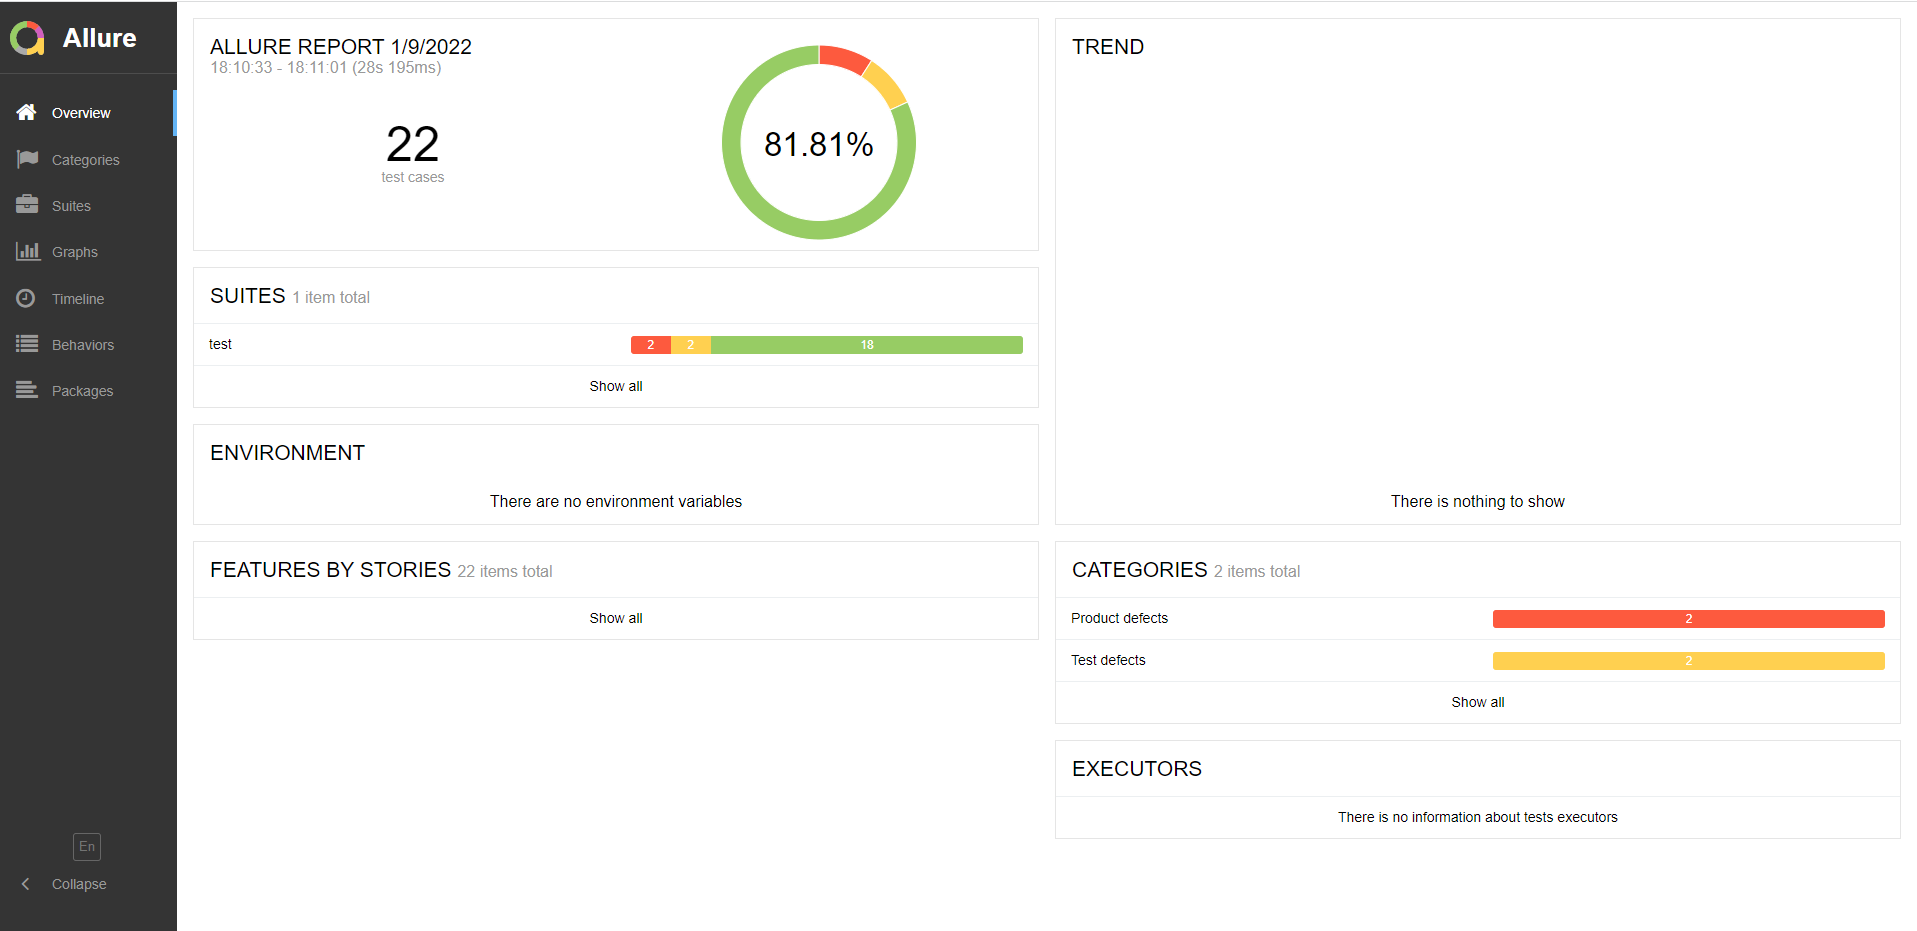 Allure
Overview
Categories
Suites
Graphs
Timeline
Behaviors
Packages
En
Collapse
ALLURE REPORT 1/9/2022
18:10:33 - 18:11:01 (28s 195ms)
22
test cases
81.81%
SUITES 1 item total
test 2 2 18
Show all
ENVIRONMENT
There are no environment variables
FEATURES BY STORIES 22 items total
Show all
TREND
There is nothing to show
CATEGORIES 2 items total
Product defects 2
Test defects 2
Show all
EXECUTORS
There is no information about tests executors